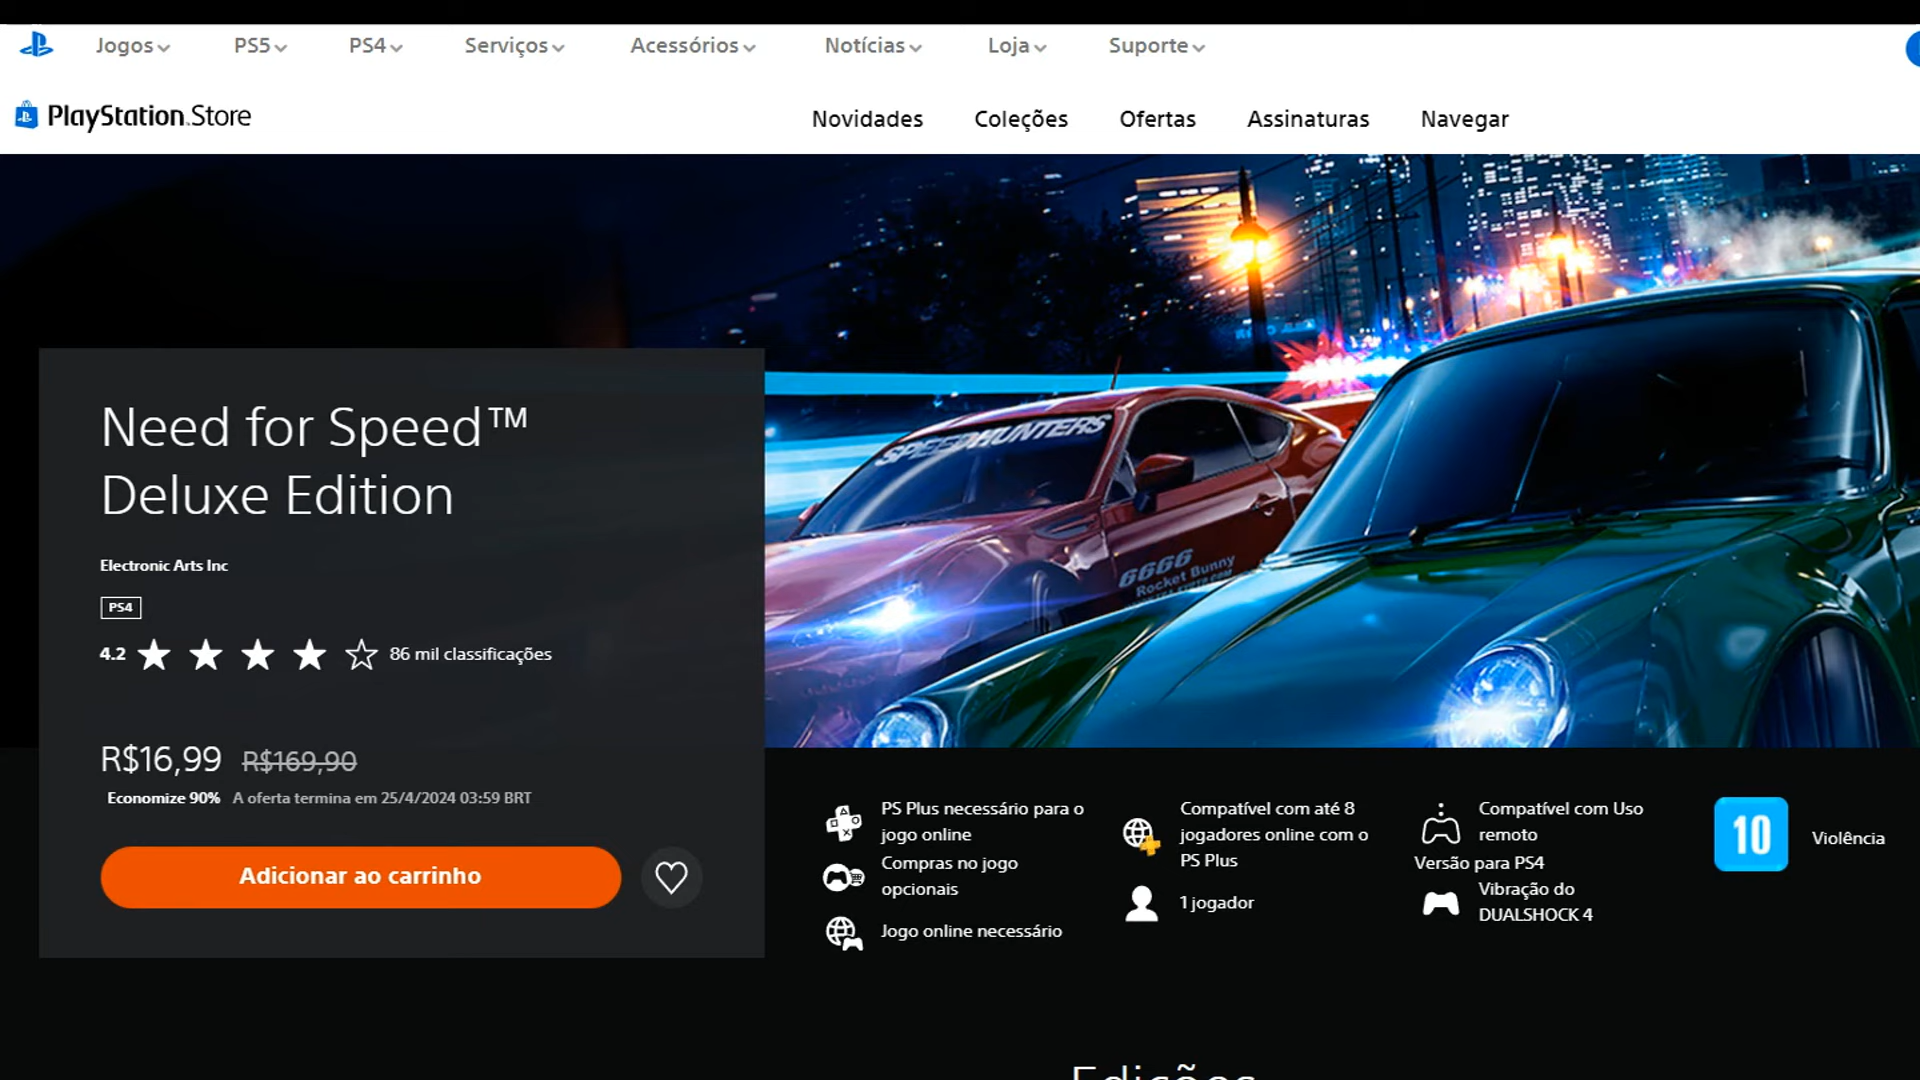 Jogos
PS5
PS4
Serviços
Acessórios
Notícias
Loja
Suporte
PlayStation Store
Novidades
Coleções
Ofertas
Assinaturas
Navegar
SPEEDHUNTERS
6666
Rocket Bunny
Need for Speed™
Deluxe Edition
Electronic Arts Inc
PS4
4.2
86 mil classificações
R$16,99 R$169,90
Economize 90% A oferta termina em 25/4/2024 03:59 BRT
Adicionar ao carrinho
PS Plus necessário para o
jogo online
Compras no jogo
opcionais
Jogo online necessário
Compatível com até 8
jogadores online com o
PS Plus
1 jogador
Compatível com Uso
remoto
Versão para PS4
Vibração do
DUALSHOCK 4
10
Violência
Edições